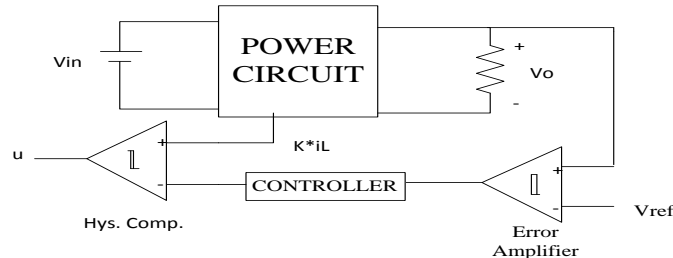 POWER
CIRCUIT
Vin
+
Vo
-
K*iL
u
+
-
CONTROLLER
+
-
Vref
Hys. Comp.
Error
Amplifier